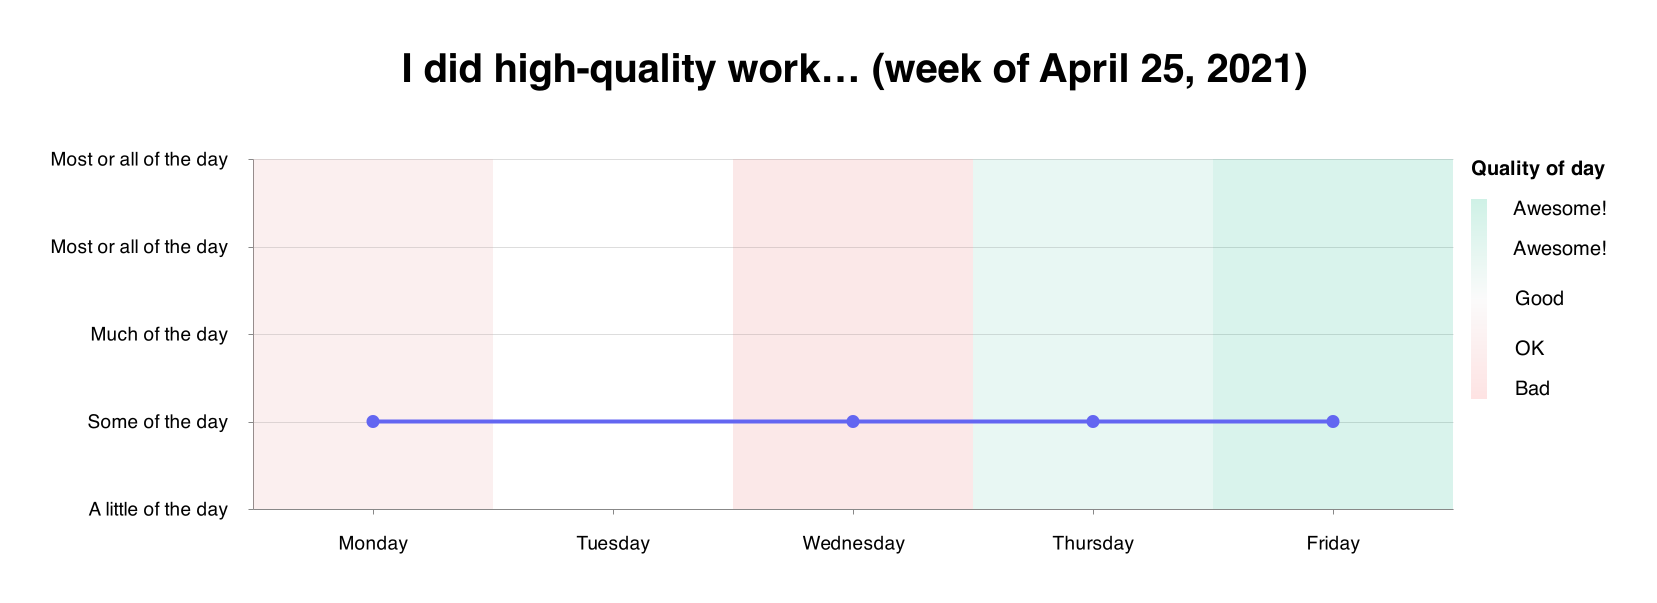 I did high-quality work… (week of April 25, 2021)
Most or all of the day
Most or all of the day
Much of the day
Some of the day
A little of the day
Monday
Tuesday
Wednesday
Thursday
Friday
Quality of day
Awesome!
Awesome!
Good
OK
Bad